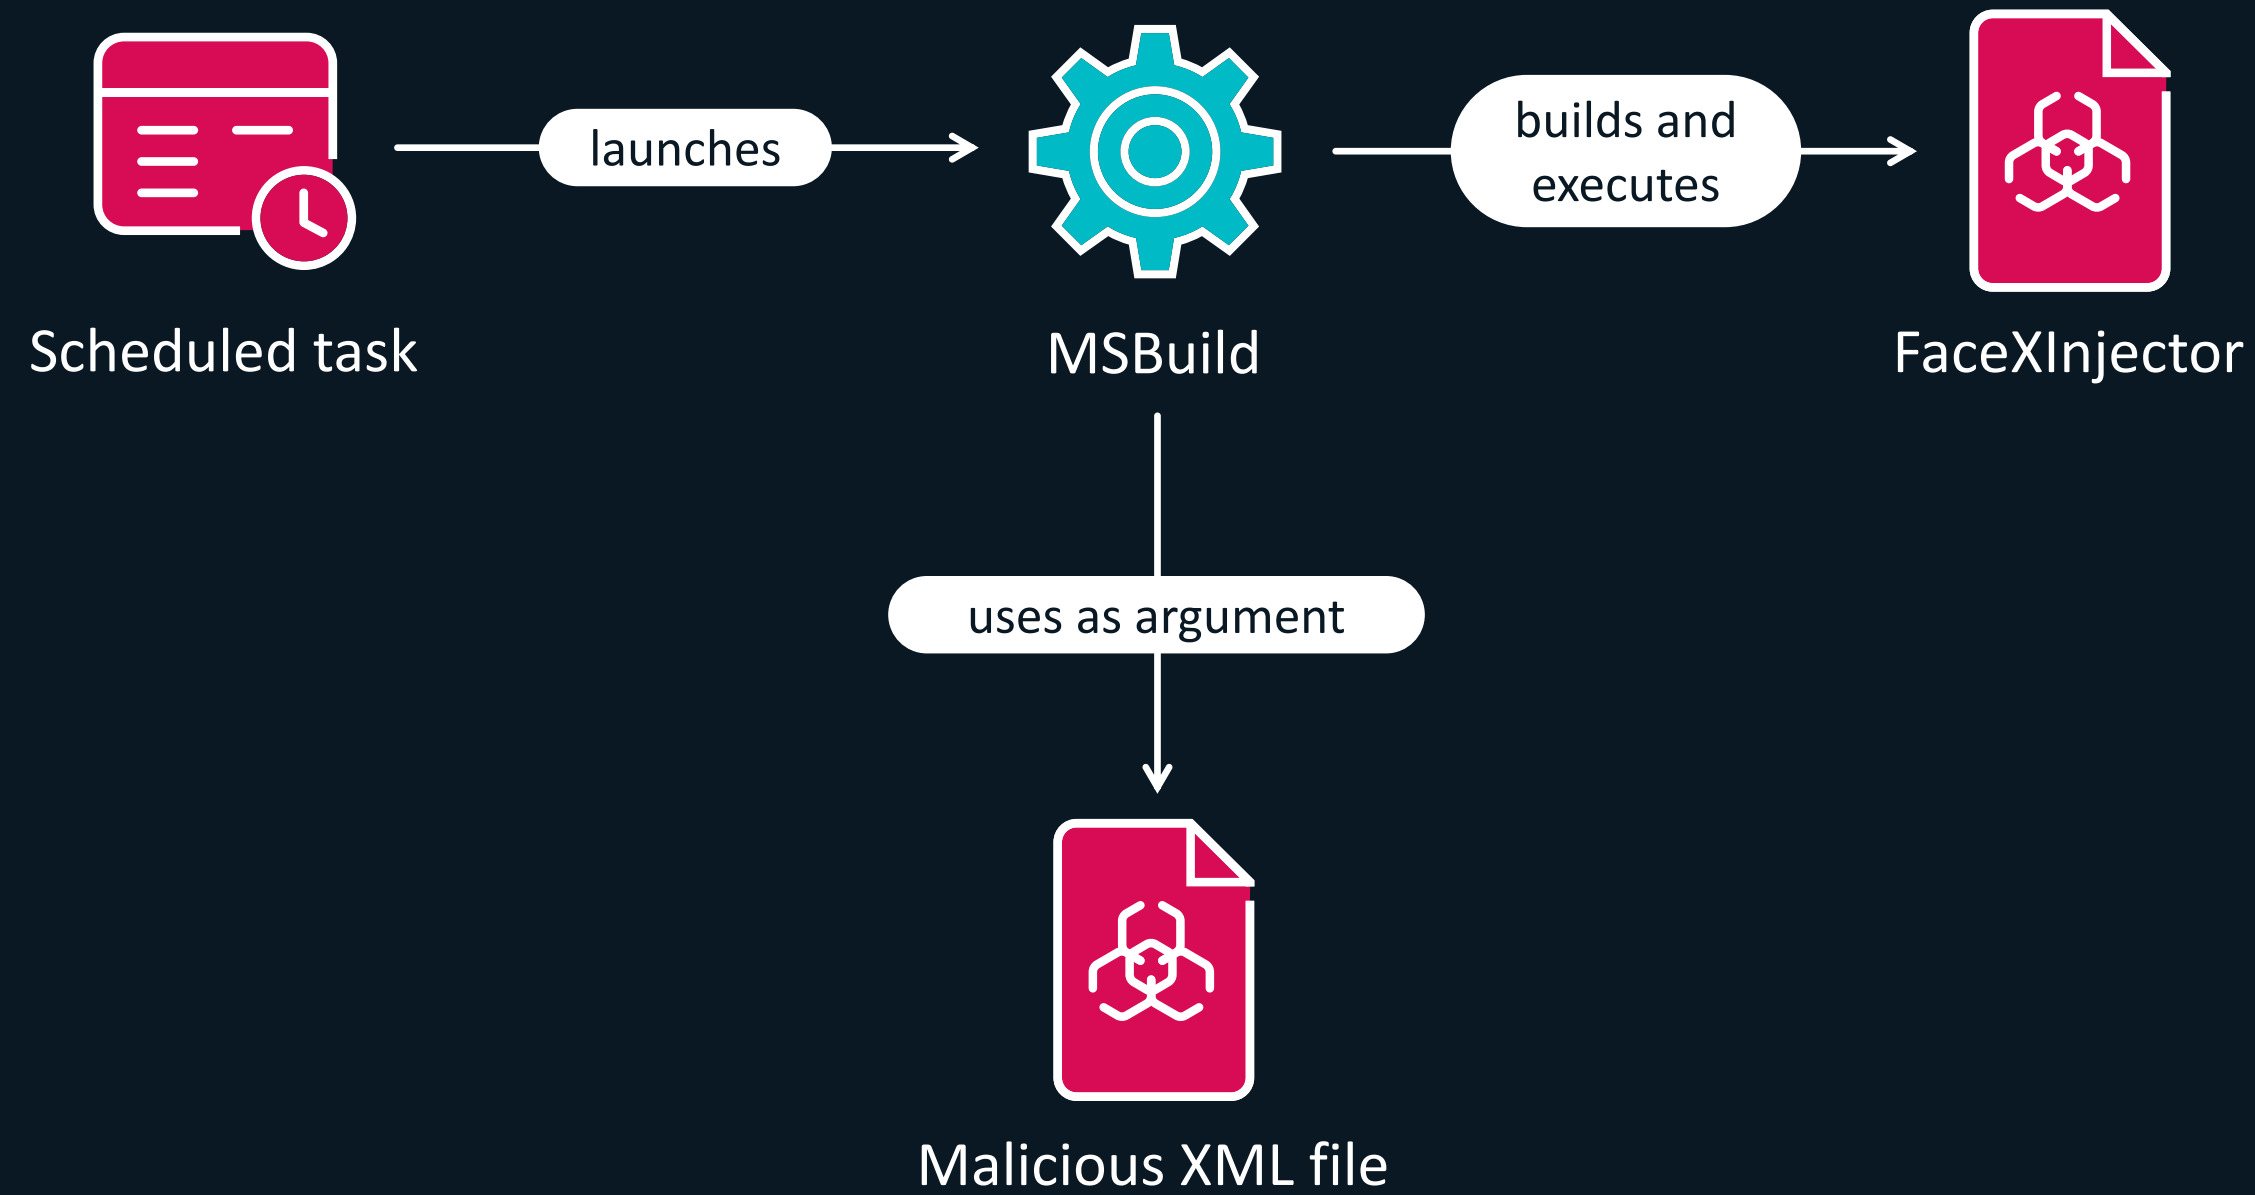 launches
builds and
executes
Scheduled task
MSBuild
FaceXInjector
uses as argument
Malicious XML file